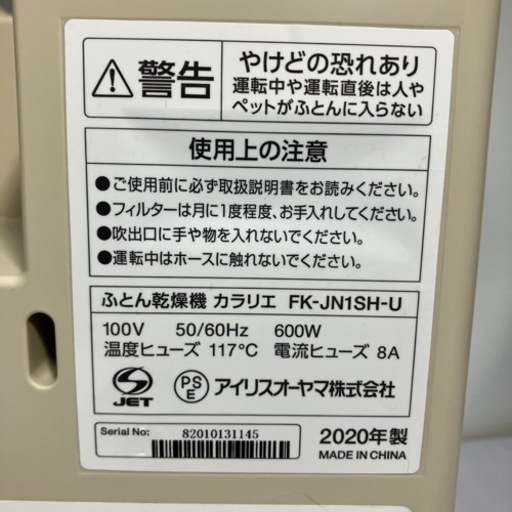 警告
やけどの恐れあり
運転中や運転直後は人や
ペットがふとんに入らない
使用上の注意
●ご使用前に必ず取扱説明書をお読みください。
●フィルターは月に1度程度、お手入れしてください。
●吹出口に手や物を入れないでください。
●運転中はホースに触れないでください。
ふとん乾燥機 カラリエ FK-JN1SH-U
100V 50/60Hz 600W
温度ヒューズ 117℃ 電流ヒューズ 8A
JET
PSE
アイリスオーヤマ株式会社
Serial No: 82010131145
2020年製
MADE IN CHINA